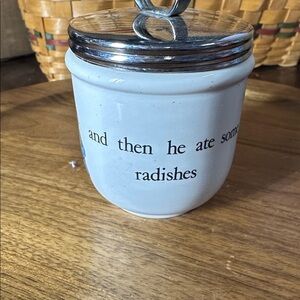 and then he ate some
radishes